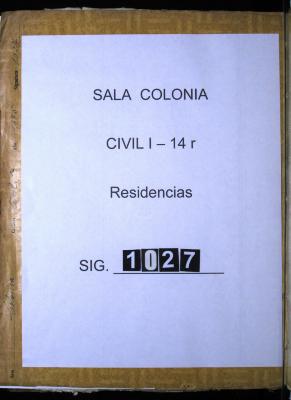 SALA COLONIA
CIVIL I – 14 r
Residencias
SIG. 1027